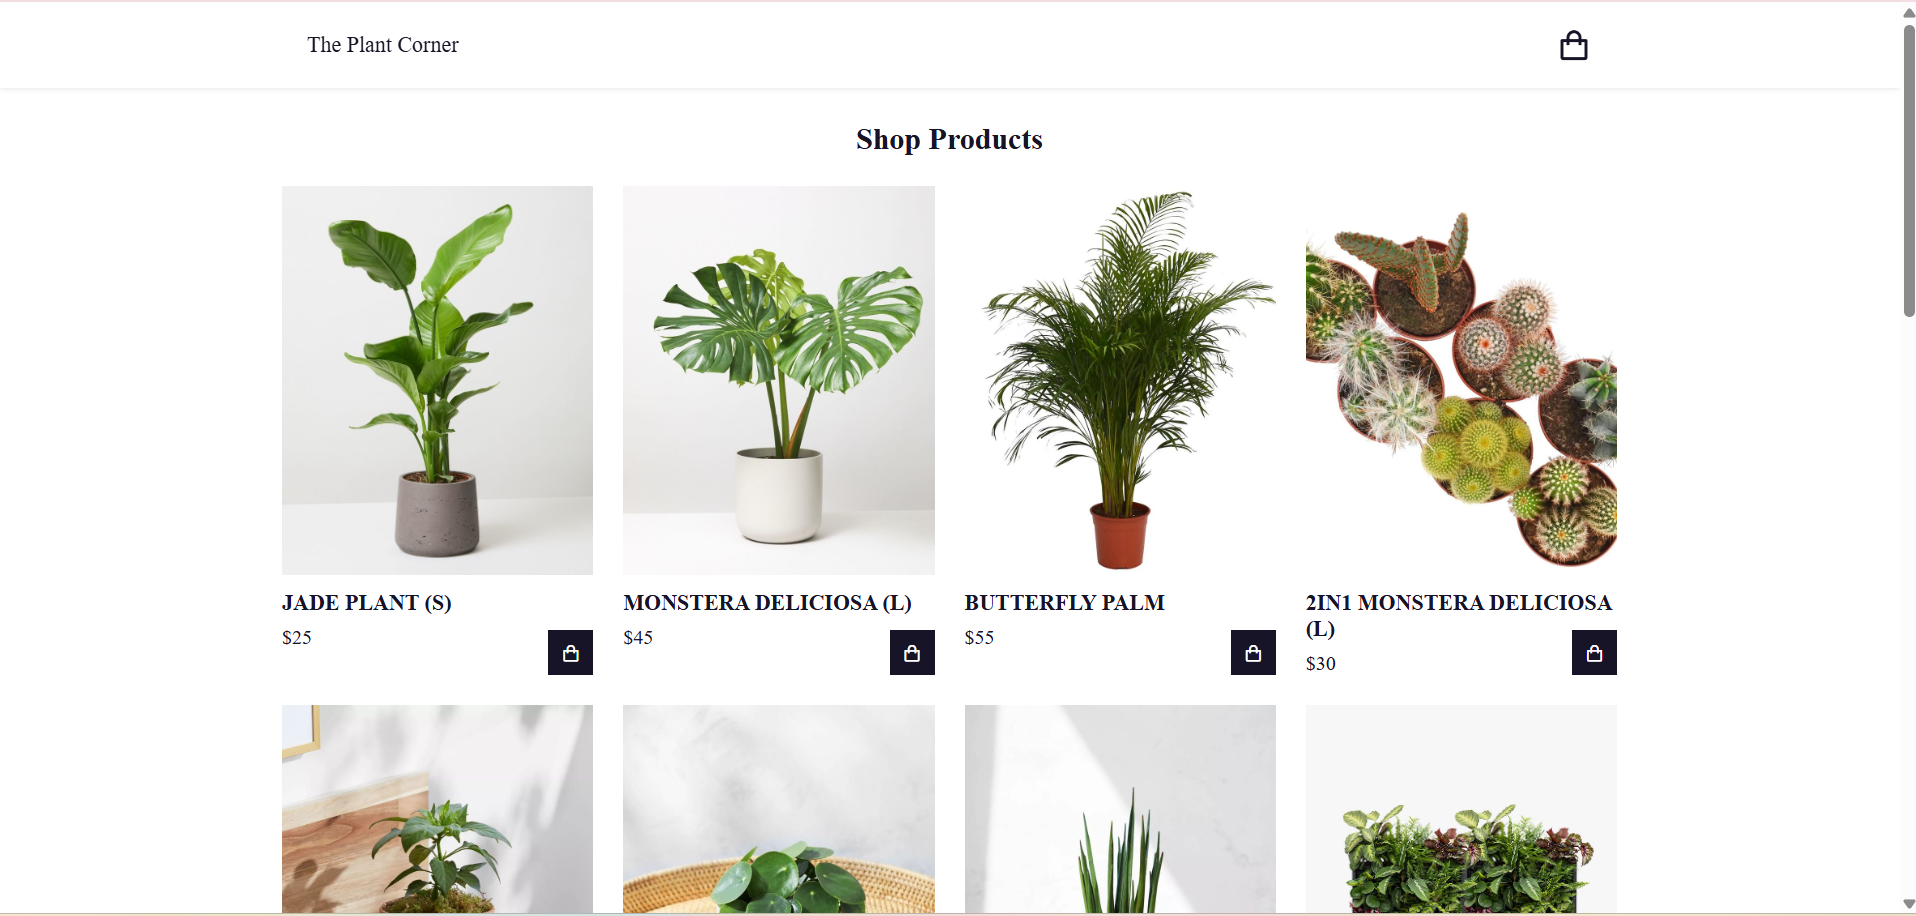 The Plant Corner
Shop Products
JADE PLANT (S)
$25
MONSTERA DELICIOSA (L)
$45
BUTTERFLY PALM
$55
2IN1 MONSTERA DELICIOSA
(L)
$30